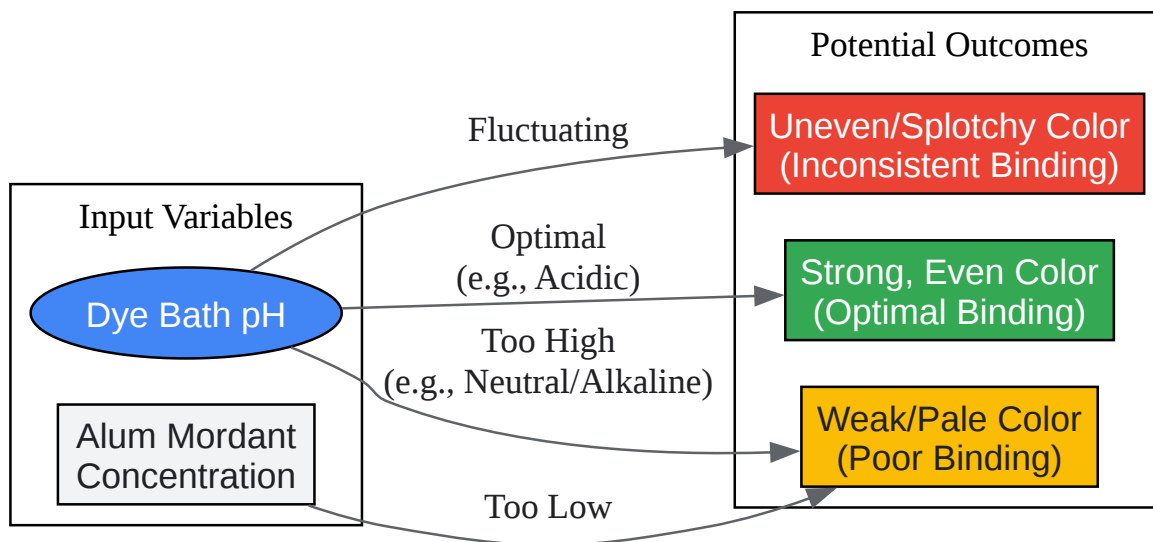 Input Variables
Dye Bath pH
Alum Mordant
Concentration
Fluctuating
Optimal
(e.g., Acidic)
Too High
(e.g., Neutral/Alkaline)
Too Low
Potential Outcomes
Uneven/Splotchy Color
(Inconsistent Binding)
Strong, Even Color
(Optimal Binding)
Weak/Pale Color
(Poor Binding)